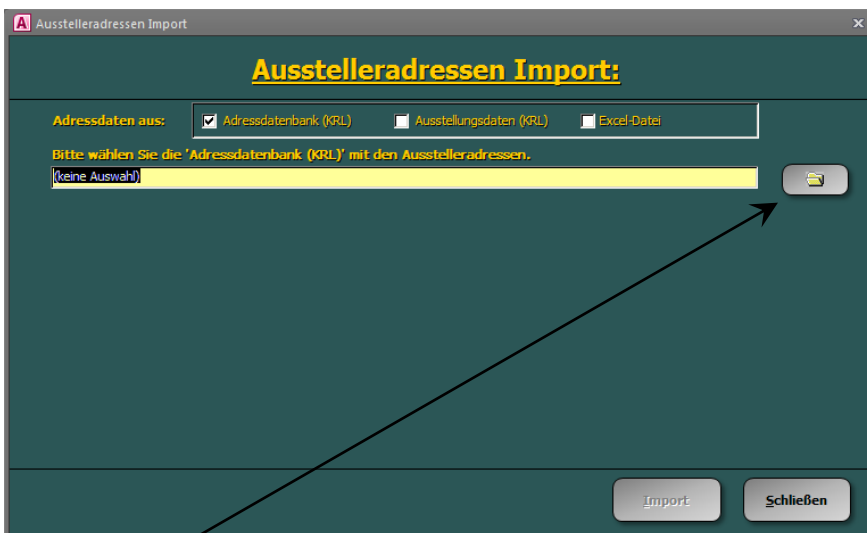 Ausstelleradressen Import
Ausstelleradressen Import:
Adressdaten aus: Adressdatenbank (KRL) Ausstellungsdaten (KRL) Excel-Datei
Bitte wählen Sie die 'Adressdatenbank (KRL)' mit den Ausstelleradressen.
(keine Auswahl)
Import Schließen